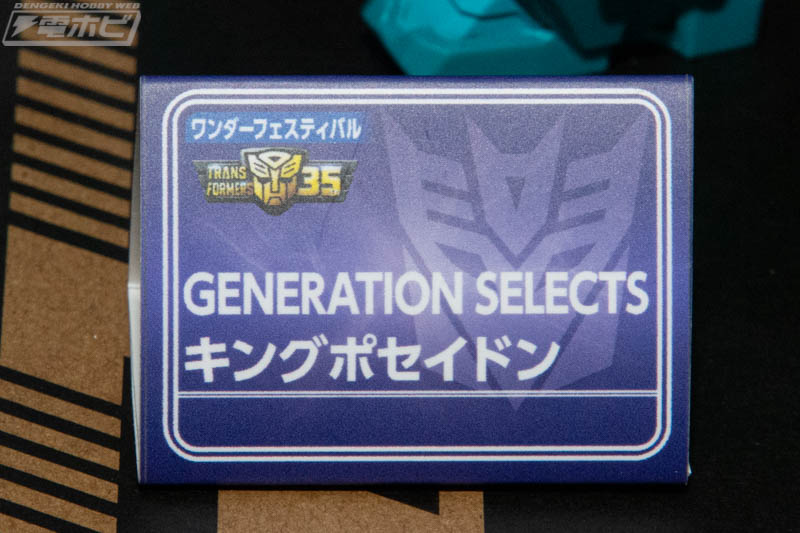 DENGEKI HOBBY WEB
電ホビ
ワンダーフェスティバル
TRANS
FORMERS 35
GENERATION SELECTS
キングポセイドン